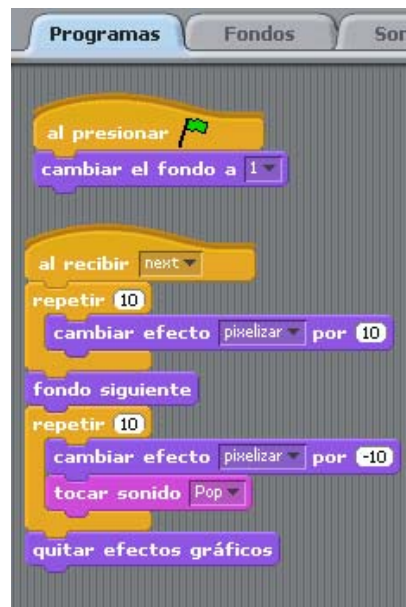 Programas Fondos Son
al presionar
cambiar el fondo a 1
al recibir next
repetir 10
cambiar efecto pixelizar por 10
fondo siguiente
repetir 10
cambiar efecto pixelizar por -10
tocar sonido Pop
quitar efectos gráficos